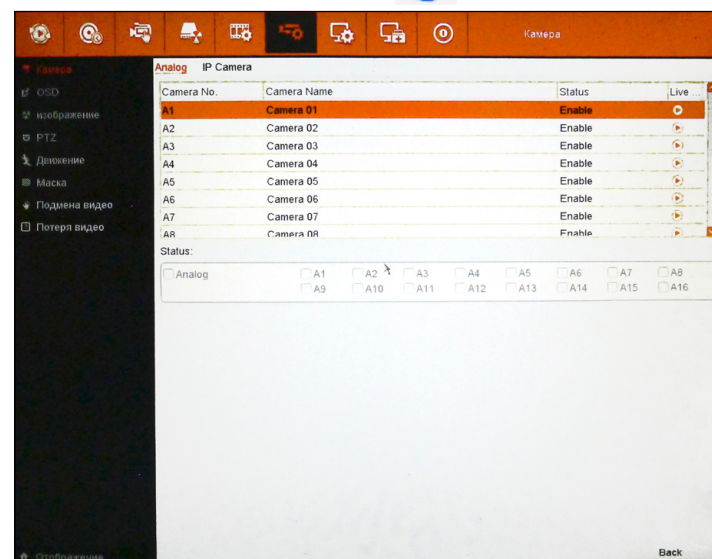 Камера
Камера
OSD
изображение
PTZ
Движение
Маска
Подмена видео
Потеря видео
Отображение
Analog IP Camera
Camera No. Camera Name Status Live ...
A1 Camera 01 Enable
A2 Camera 02 Enable
A3 Camera 03 Enable
A4 Camera 04 Enable
A5 Camera 05 Enable
A6 Camera 06 Enable
A7 Camera 07 Enable
A8 Camera 08 Enable
Status:
Analog A1 A2 A3 A4 A5 A6 A7 A8
A9 A10 A11 A12 A13 A14 A15 A16
Back